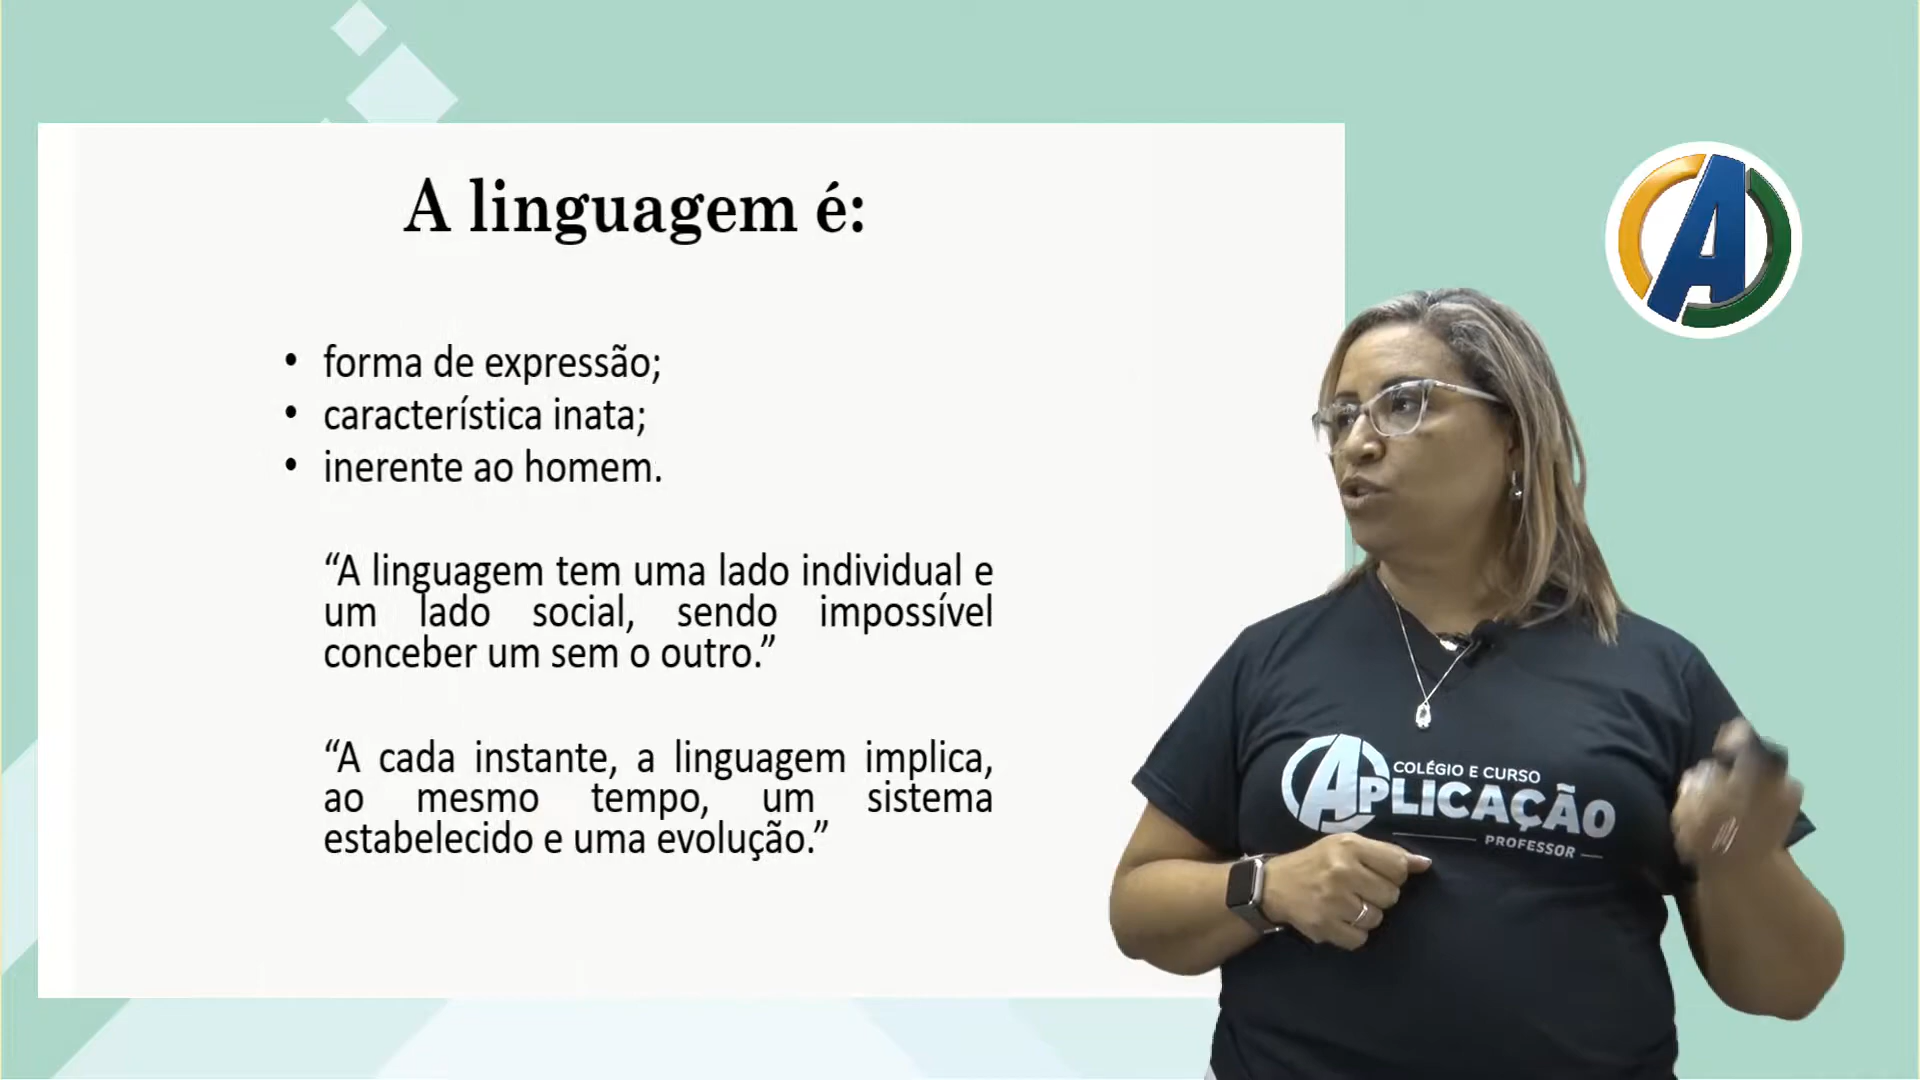 A linguagem é:
• forma de expressão;
• característica inata;
• inerente ao homem.
“A linguagem tem uma lado individual e
um lado social, sendo impossível
conceber um sem o outro.”
“A cada instante, a linguagem implica,
ao mesmo tempo, um sistema
estabelecido e uma evolução.”
A
COLÉGIO E CURSO
APLICAÇÃO
PROFESSOR